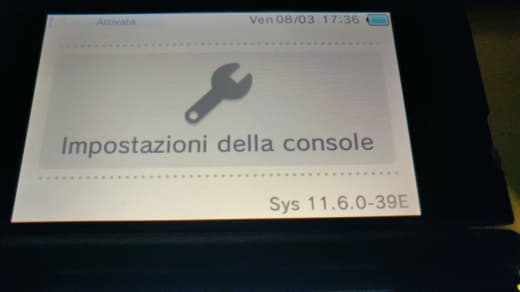 Attivata Ven 08/03 17:36
Impostazioni della console
Sys 11.6.0-39E